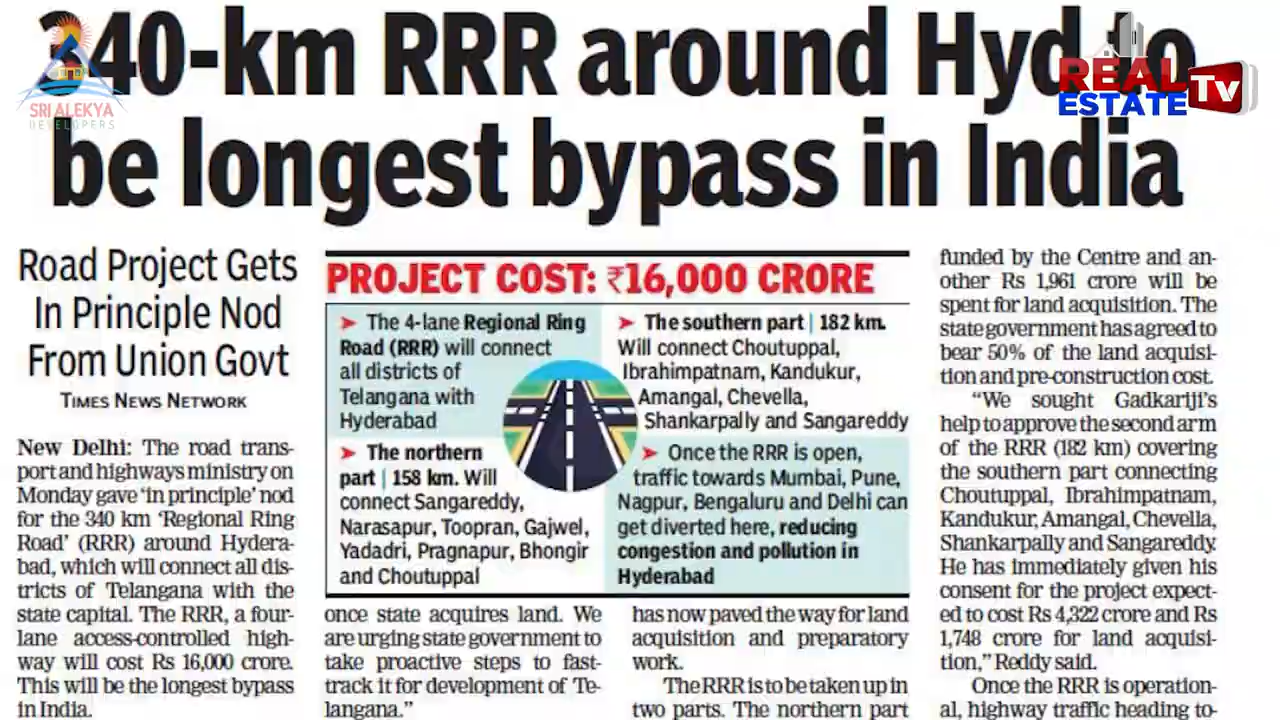 340-km RRR around Hyd to
be longest bypass in India
SRI ALEKYA
DEVELOPERS
REAL
ESTATE
TV
Road Project Gets
In Principle Nod
From Union Govt
TIMES NEWS NETWORK
New Delhi: The road trans-
port and highways ministry on
Monday gave 'in principle' nod
for the 340 km 'Regional Ring
Road' (RRR) around Hydera-
bad, which will connect all dis-
tricts of Telangana with the
state capital. The RRR, a four-
lane access-controlled high-
way will cost Rs 16,000 crore.
This will be the longest bypass
in India.
PROJECT COST: ₹16,000 CRORE
➤ The 4-lane Regional Ring
Road (RRR) will connect
all districts of
Telangana with
Hyderabad
➤ The northern
part | 158 km. Will
connect Sangareddy,
Narasapur, Toopran, Gajwel,
Yadadri, Pragnapur, Bhongir
and Choutuppal
➤ The southern part | 182 km.
Will connect Choutuppal,
Ibrahimpatnam, Kandukur,
Amangal, Chevella,
Shankarpally and Sangareddy
➤ Once the RRR is open,
traffic towards Mumbai, Pune,
Nagpur, Bengaluru and Delhi can
get diverted here, reducing
congestion and pollution in
Hyderabad
once state acquires land. We
are urging state government to
take proactive steps to fast-
track it for development of Te-
langana."
has now paved the way for land
acquisition and preparatory
work.
The RRR is to be taken up in
two parts. The northern part
funded by the Centre and an-
other Rs 1,961 crore will be
spent for land acquisition. The
state government has agreed to
bear 50% of the land acquisi-
tion and pre-construction cost.
"We sought Gadkariji's
help to approve the second arm
of the RRR (182 km) covering
the southern part connecting
Choutuppal, Ibrahimpatnam,
Kandukur, Amangal, Chevella,
Shankarpally and Sangareddy.
He has immediately given his
consent for the project expect-
ed to cost Rs 4,322 crore and Rs
1,748 crore for land acquisi-
tion," Reddy said.
Once the RRR is operation-
al, highway traffic heading to-